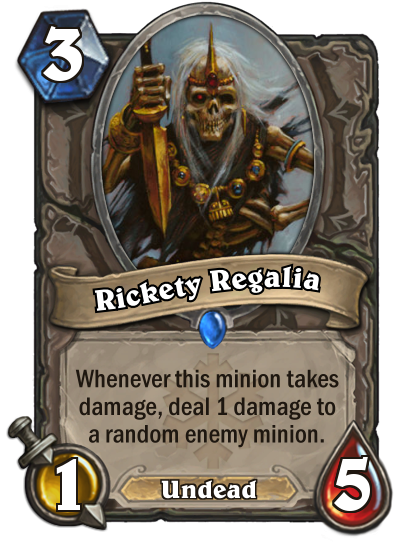 3
Rickety Regalia
Whenever this minion takes
damage, deal 1 damage to
a random enemy minion.
1
Undead
5